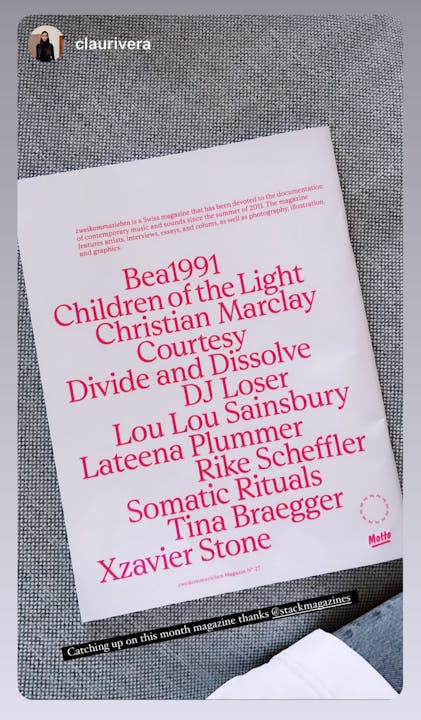 claurivera
zweikommasieben is a Swiss magazine that has been devoted to the documentation
of contemporary music and sounds since the summer of 2011. The magazine
features artists, interviews, essays, and colums, as well as photography, illustration,
and graphics.
Bea1991
Children of the Light
Christian Marclay
Courtesy
Divide and Dissolve
DJ Loser
Lou Lou Sainsbury
Lateena Plummer
Rike Scheffler
Somatic Rituals
Tina Braegger
Xzavier Stone
Motto
zweikommasieben Magazin N° 27
Catching up on this month magazine thanks @stackmagazines